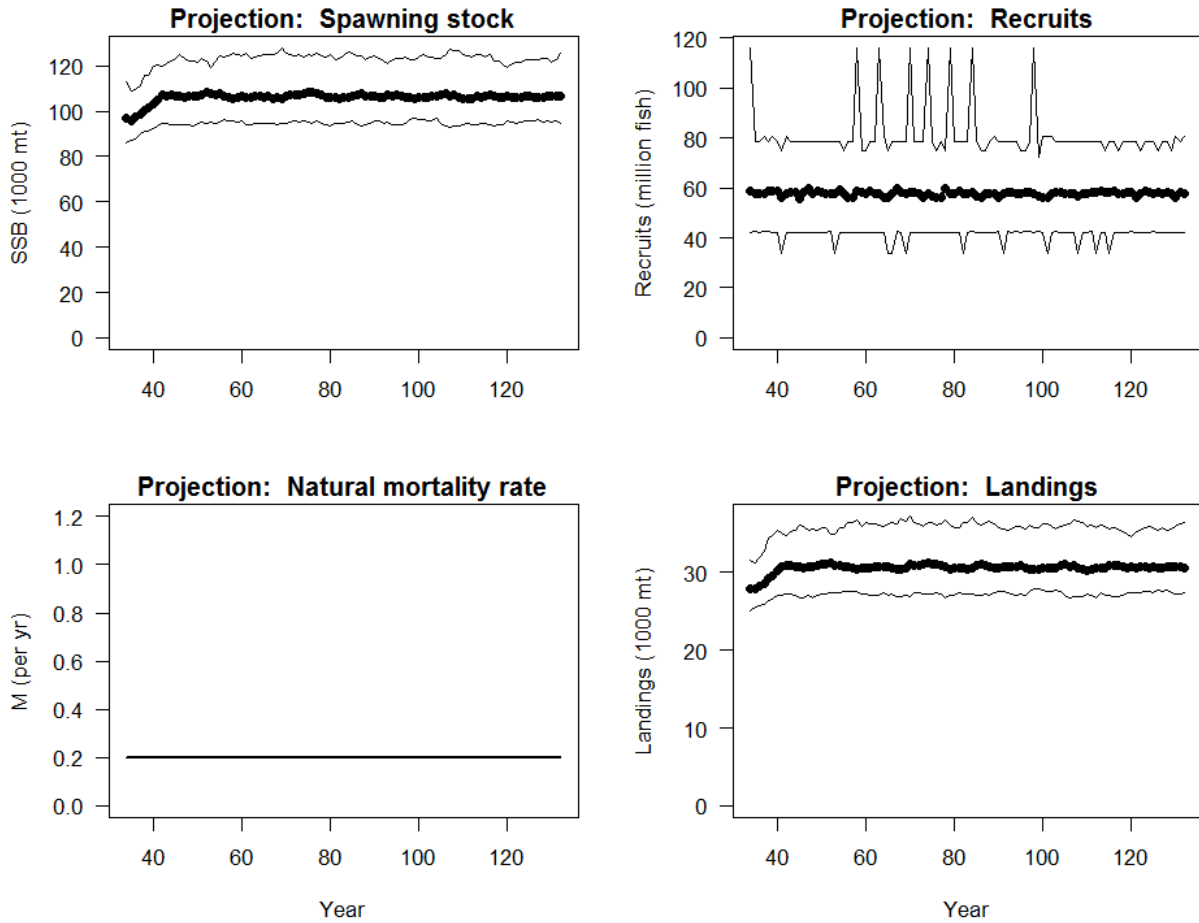 Projection:  Spawning stock
SSB (1000 mt)
120
100
80
60
40
20
0
40 60 80 100 120
Projection:  Recruits
Recruits (million fish)
120
100
80
60
40
20
0
40 60 80 100 120
Projection:  Natural mortality rate
M (per yr)
1.2
1.0
0.8
0.6
0.4
0.2
0.0
40 60 80 100 120
Year
Projection:  Landings
Landings (1000 mt)
30
20
10
0
40 60 80 100 120
Year